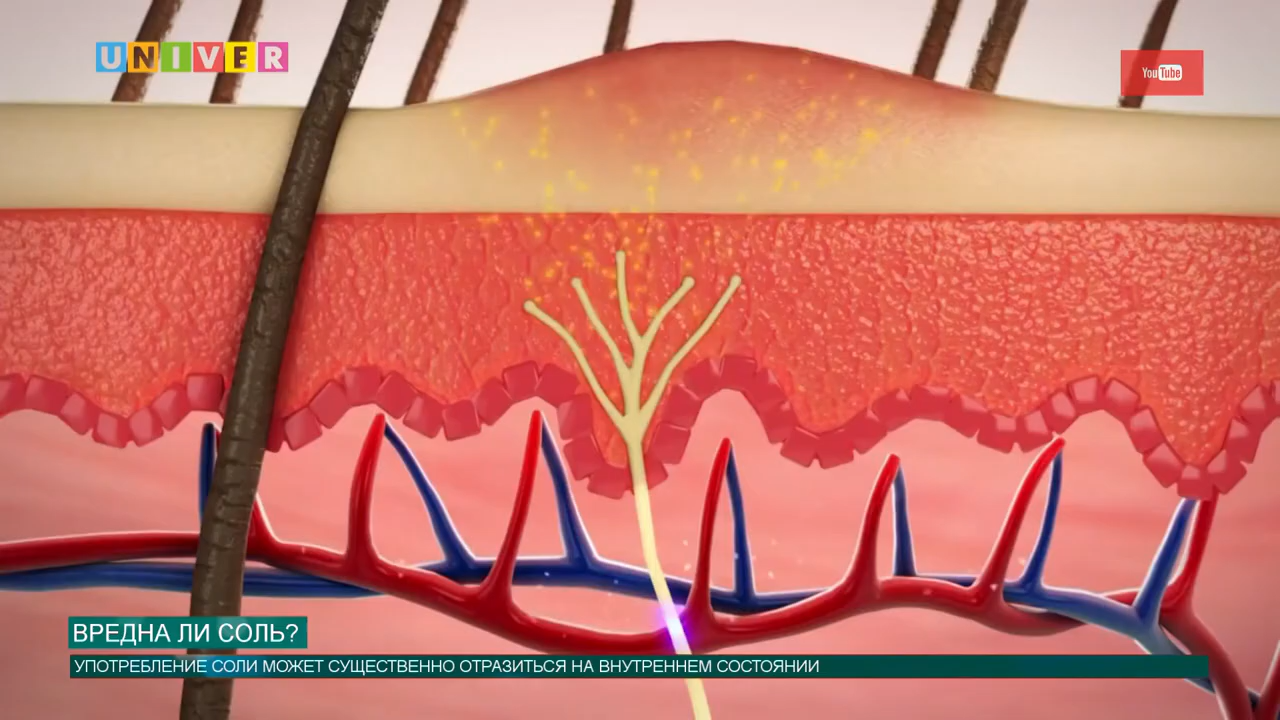 UNIVER
YouTube
ВРЕДНА ЛИ СОЛЬ?
УПОТРЕБЛЕНИЕ СОЛИ МОЖЕТ СУЩЕСТВЕННО ОТРАЗИТЬСЯ НА ВНУТРЕННЕМ СОСТОЯНИИ